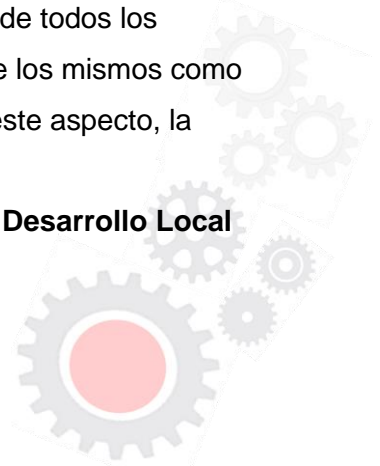 de todos los
e los mismos como
este aspecto, la
Desarrollo Local